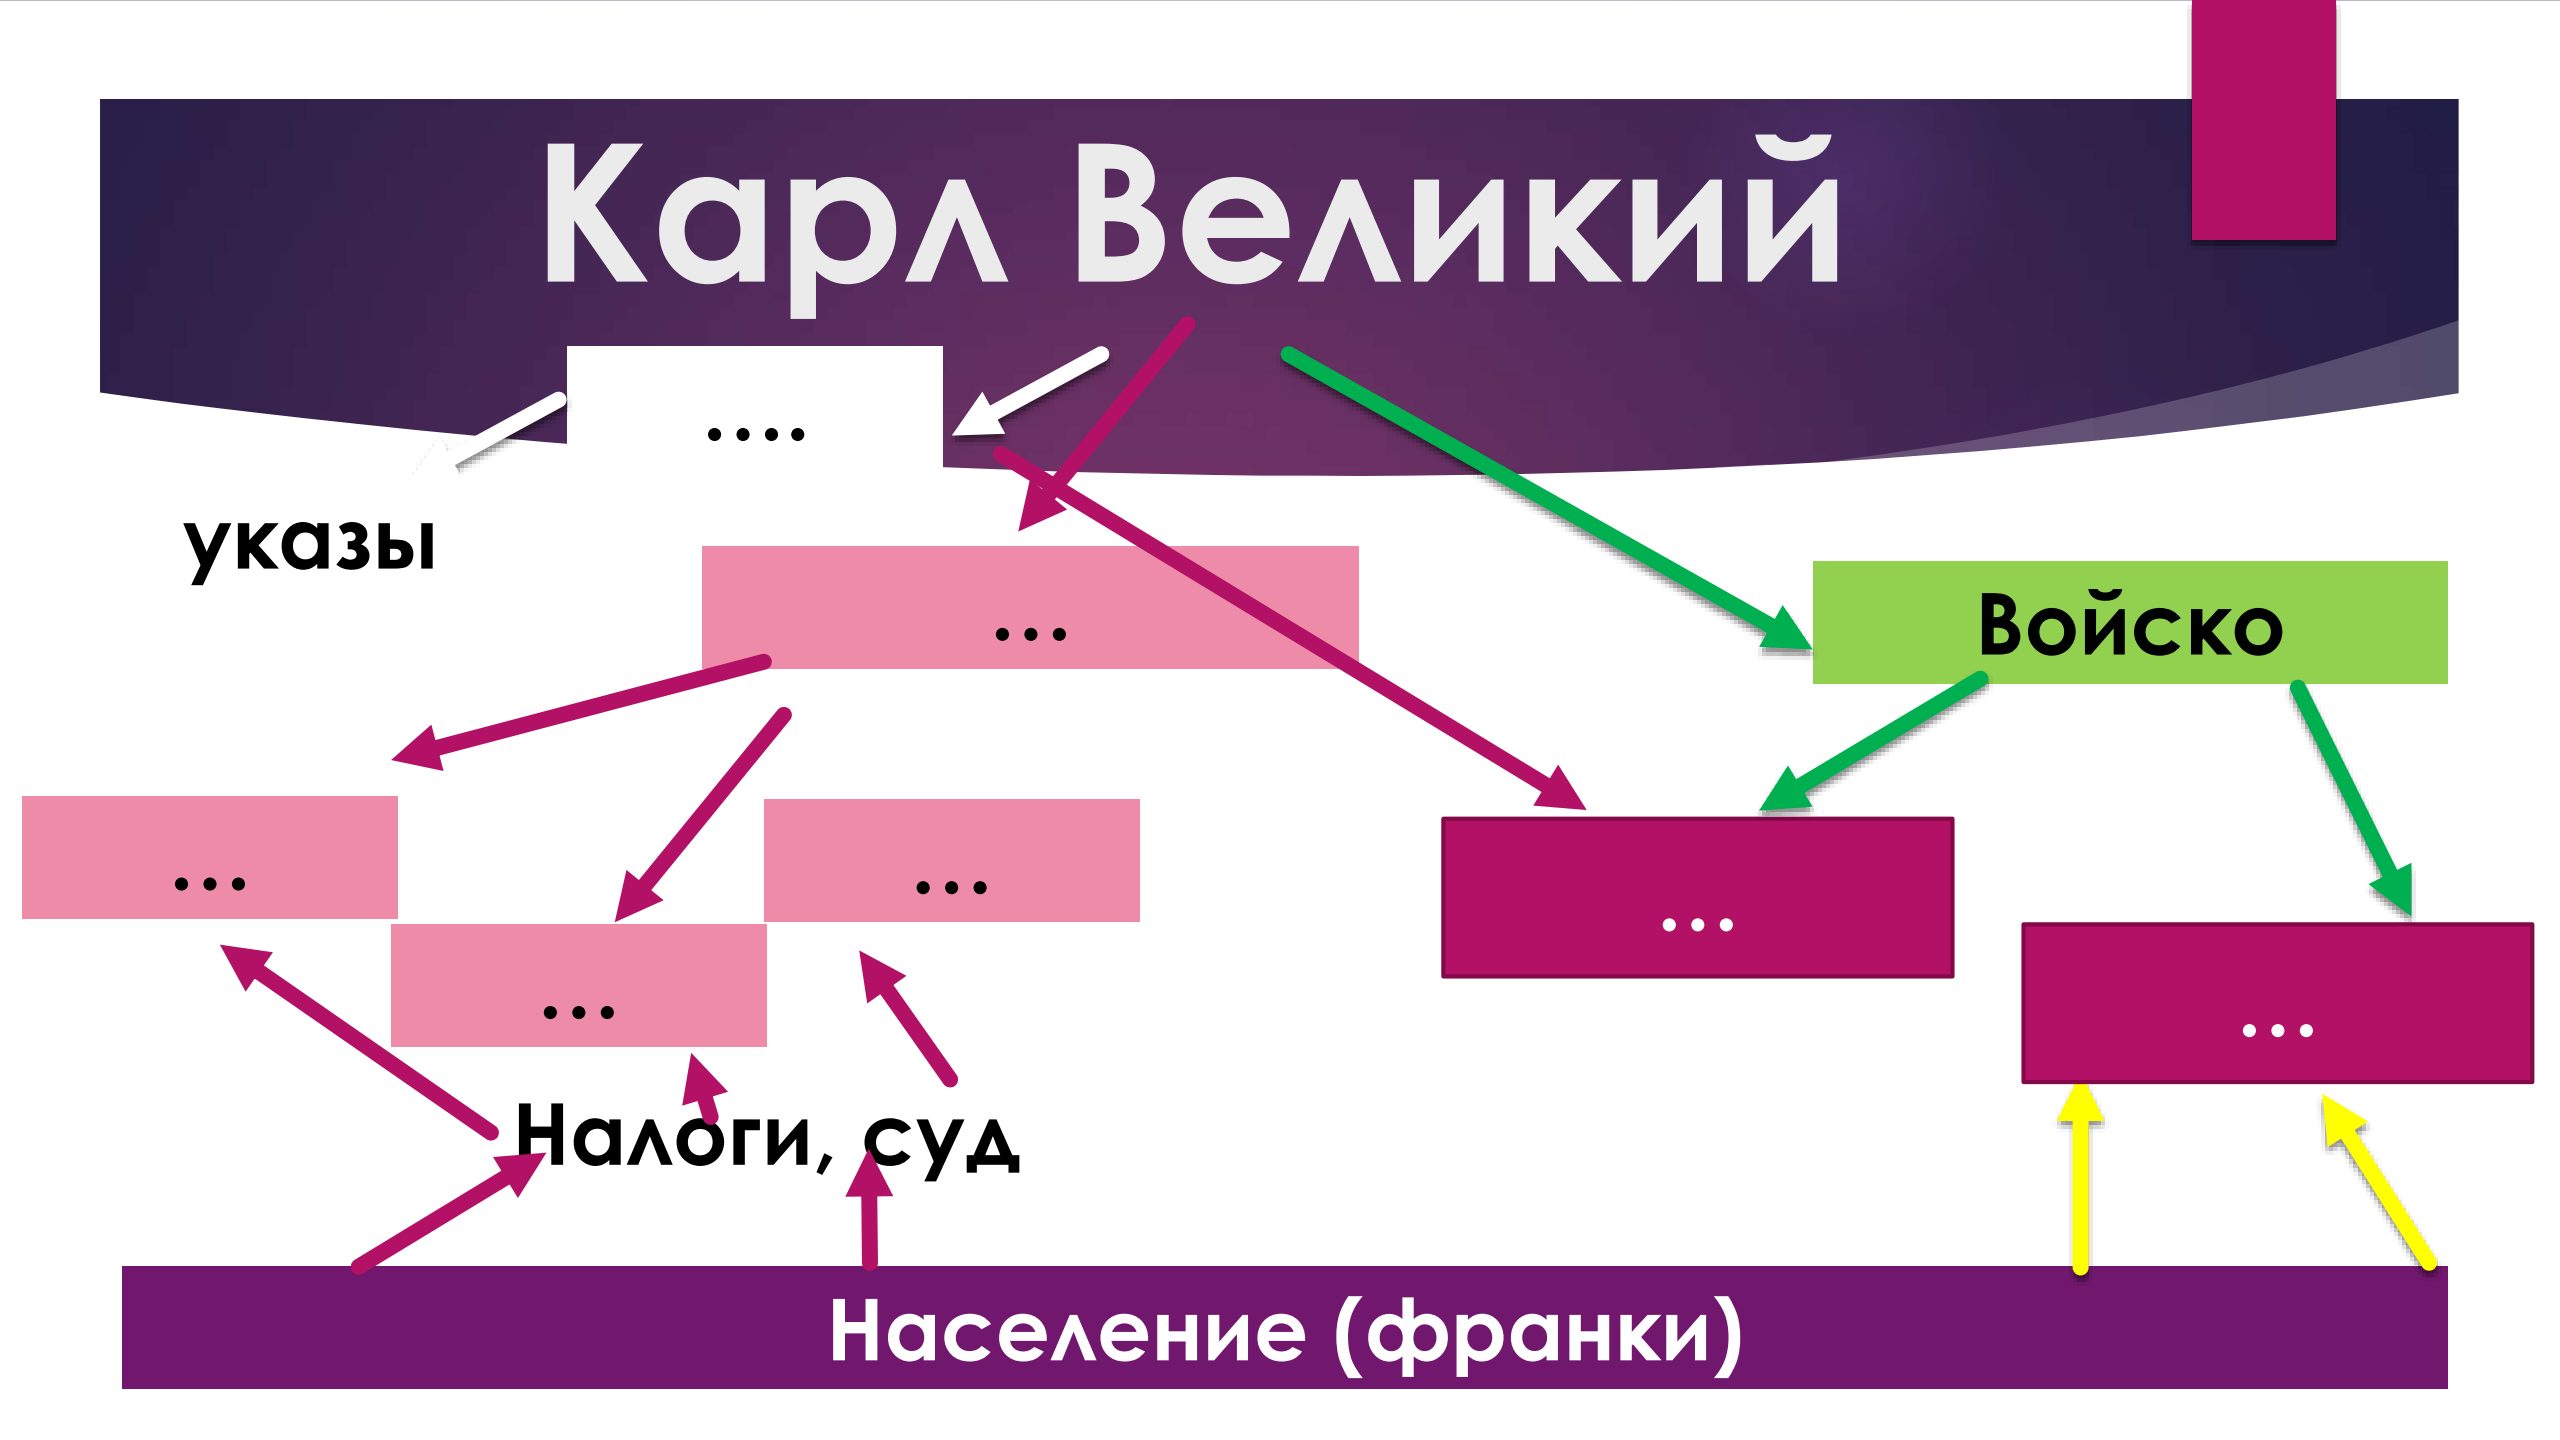 Карл Великий
....
указы
...
Войско
...
...
...
...
...
Налоги, суд
Население (франки)